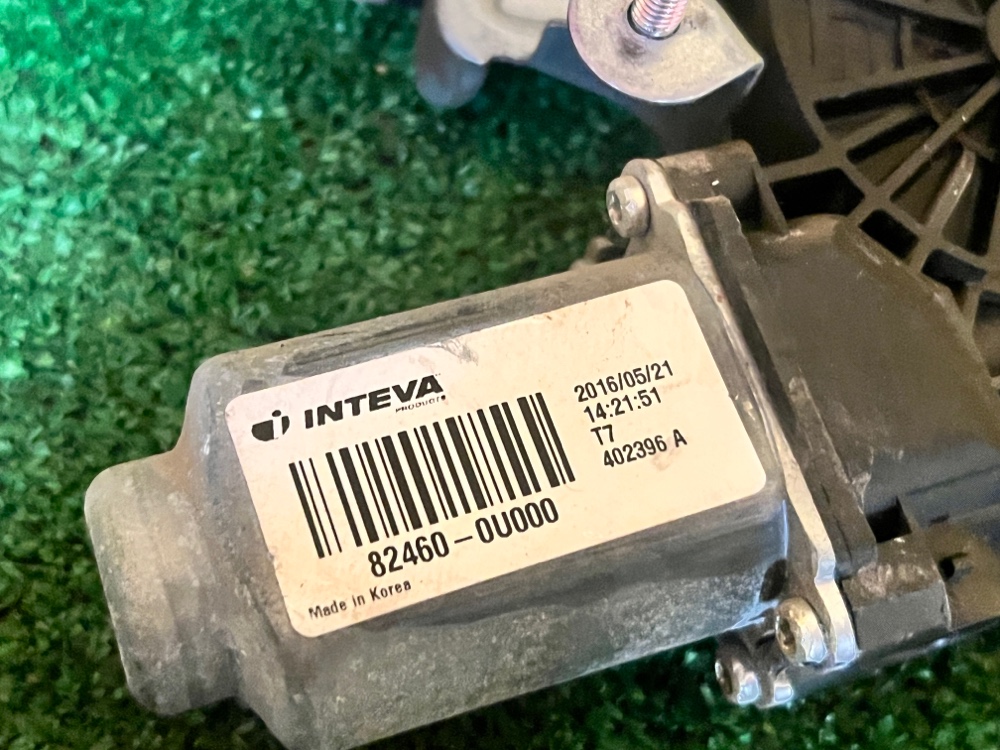 INTEVA
PRODUCTS
2016/05/21
14:21:51
T7
402396 A
82460-0U000
Made in Korea